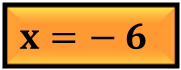 x = − 6